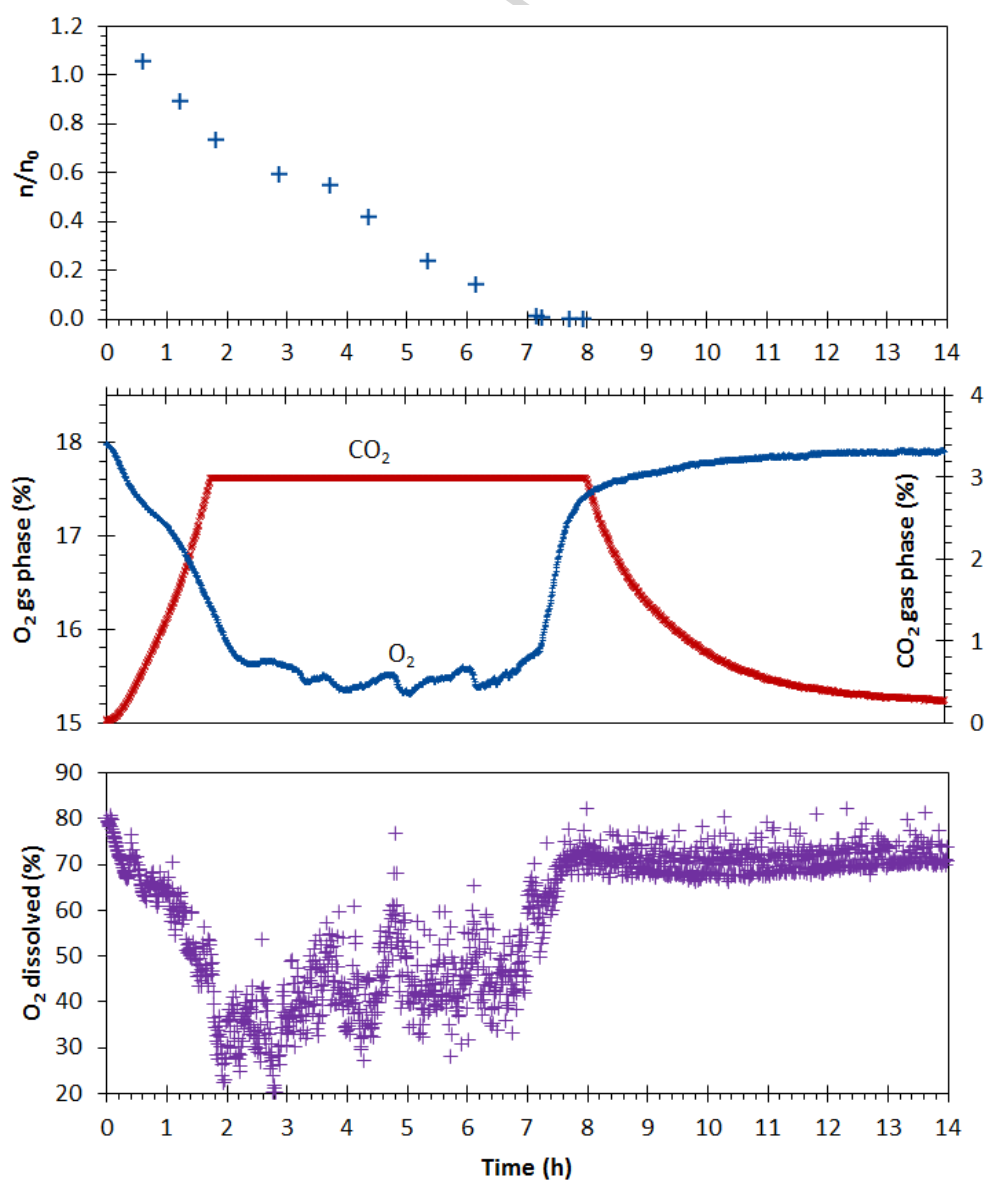 1.2
1.0
0.8
0.6
0.4
0.2
0.0
n/n₀
0 1 2 3 4 5 6 7 8 9 10 11 12 13 14
18
17
16
15
O₂ gs phase (%)
CO₂
O₂
4
3
2
1
0
CO₂ gas phase (%)
90
80
70
60
50
40
30
20
O₂ dissolved (%)
0 1 2 3 4 5 6 7 8 9 10 11 12 13 14
Time (h)